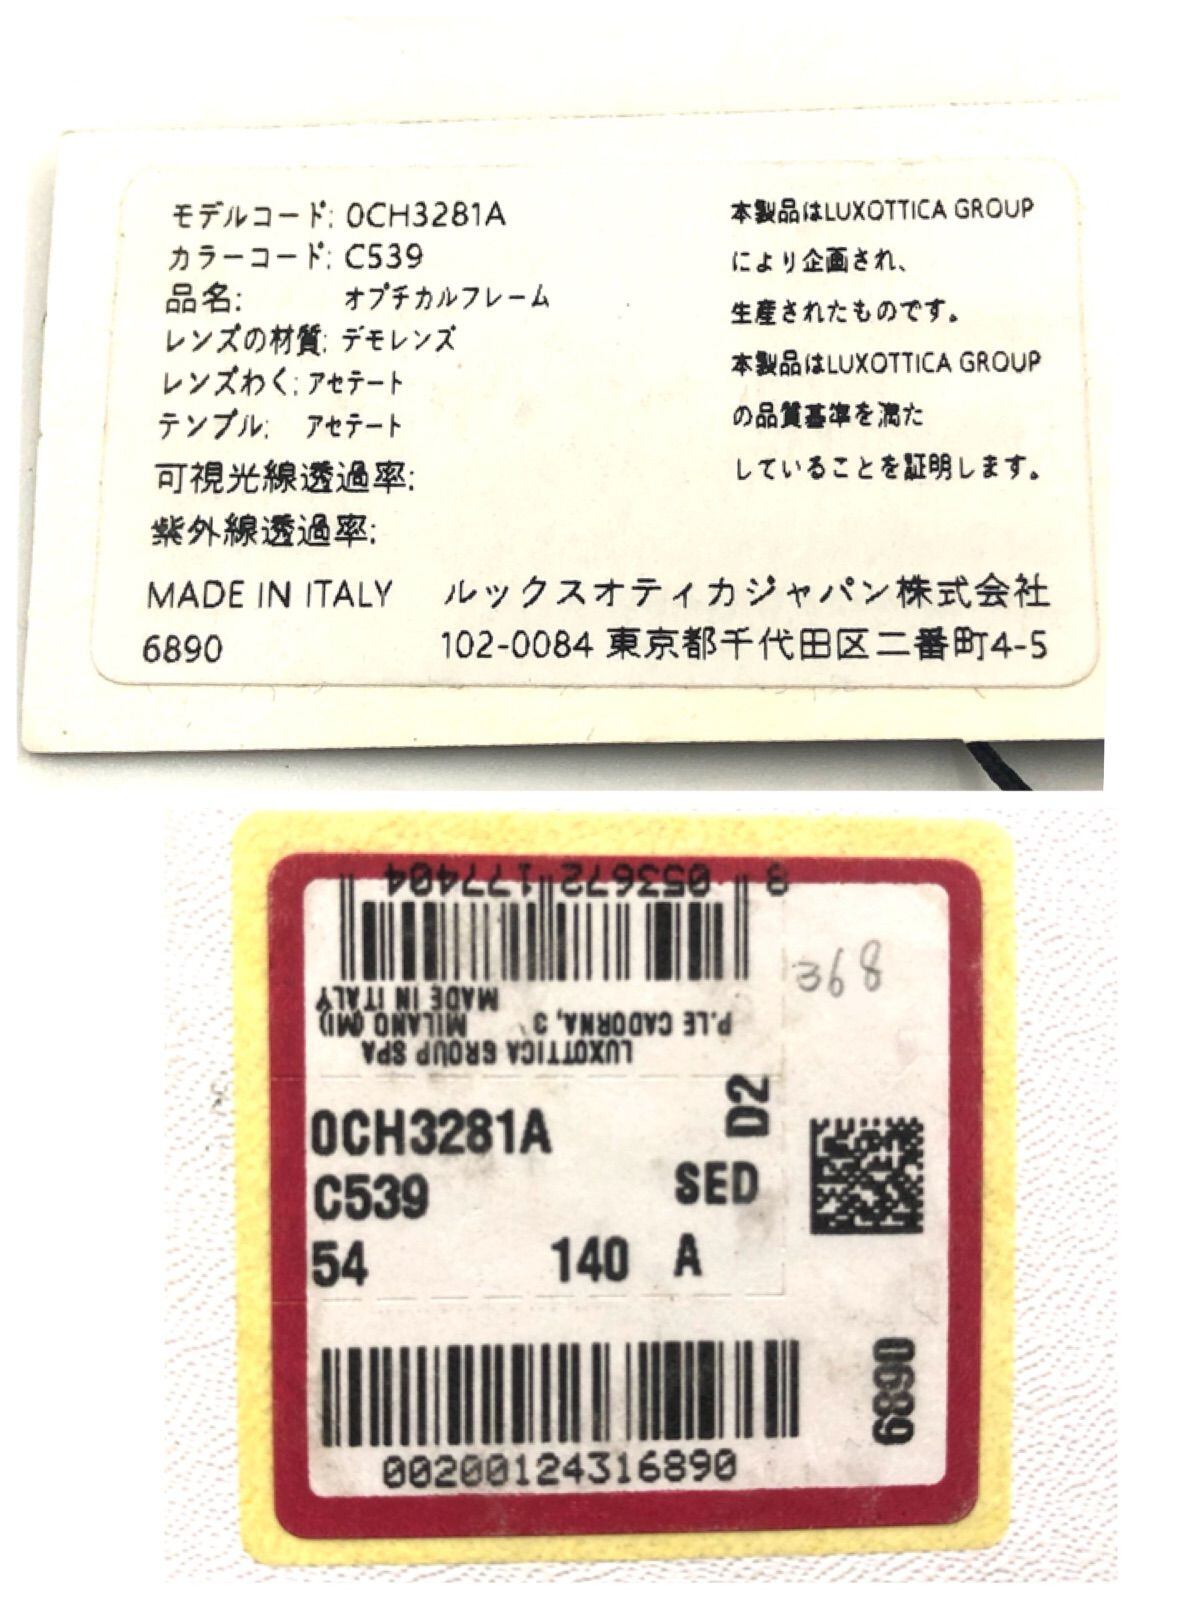 モデルコード: 0CH3281A
カラーコード: C539
品名: オプチカルフレーム
レンズの材質: デモレンズ
レンズわく: アセテート
テンプル: アセテート
可視光線透過率:
紫外線透過率:
本製品はLUXOTTICA GROUP
により企画され、
生産されたものです。
本製品はLUXOTTICA GROUP
の品質基準を満た
していることを証明します。
MADE IN ITALY ルックスオティカジャパン株式会社
6890 102-0084 東京都千代田区二番町4-5
8 053672 177404
368
LUXOTTICA GROUP SPA
P.LE CADORNA, 3 MILANO (MI)
MADE IN ITALY
D2
0CH3281A
C539 SED
54 140 A
6890
00200124316890